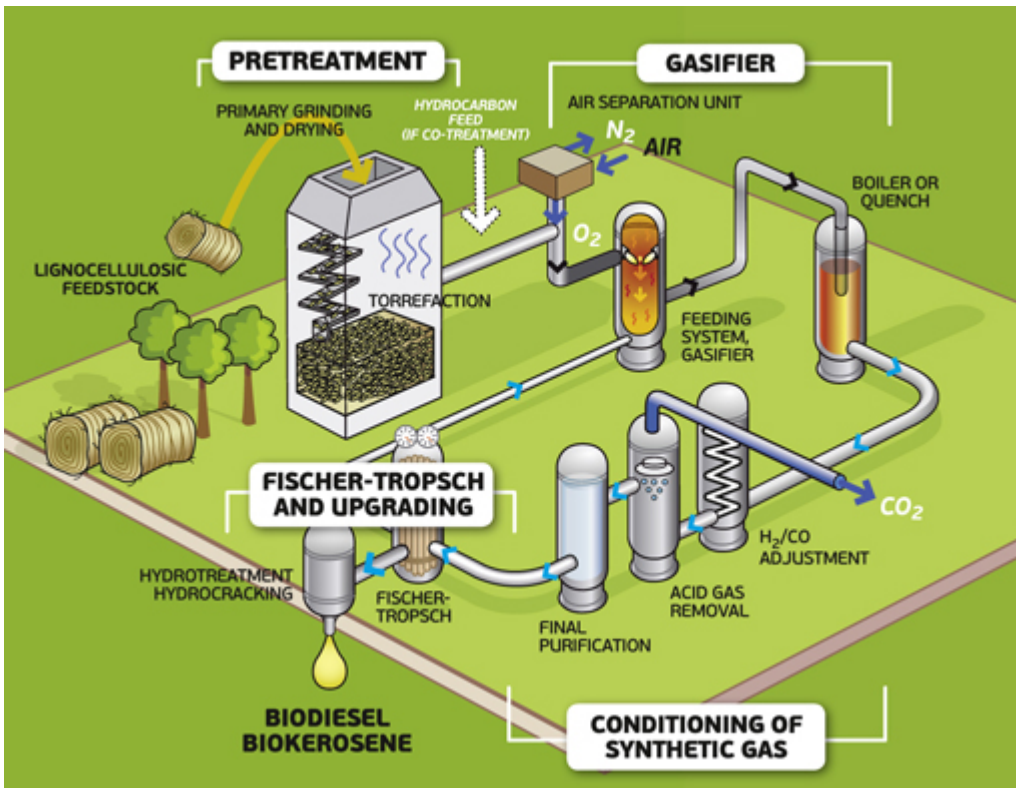 PRETREATMENT
GASIFIER
PRIMARY GRINDING
AND DRYING
HYDROCARBON
FEED
(IF CO-TREATMENT)
AIR SEPARATION UNIT
N2
AIR
O2
BOILER OR
QUENCH
LIGNOCELLULOSIC
FEEDSTOCK
TORREFACTION
FEEDING
SYSTEM,
GASIFIER
FISCHER-TROPSCH
AND UPGRADING
CO2
H2/CO
ADJUSTMENT
HYDROTREATMENT
HYDROCRACKING
FISCHER-
TROPSCH
ACID GAS
REMOVAL
FINAL
PURIFICATION
BIODIESEL
BIOKEROSENE
CONDITIONING OF
SYNTHETIC GAS